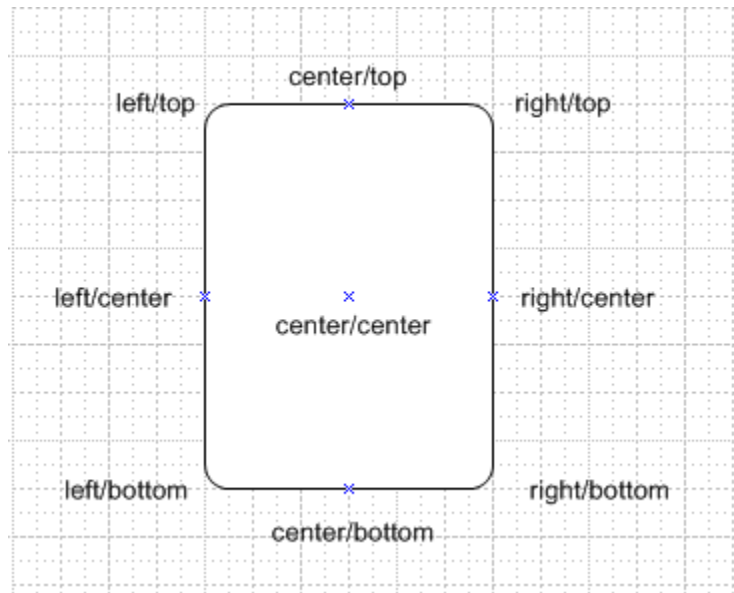 center/top
left/top
right/top
left/center
right/center
center/center
left/bottom
right/bottom
center/bottom